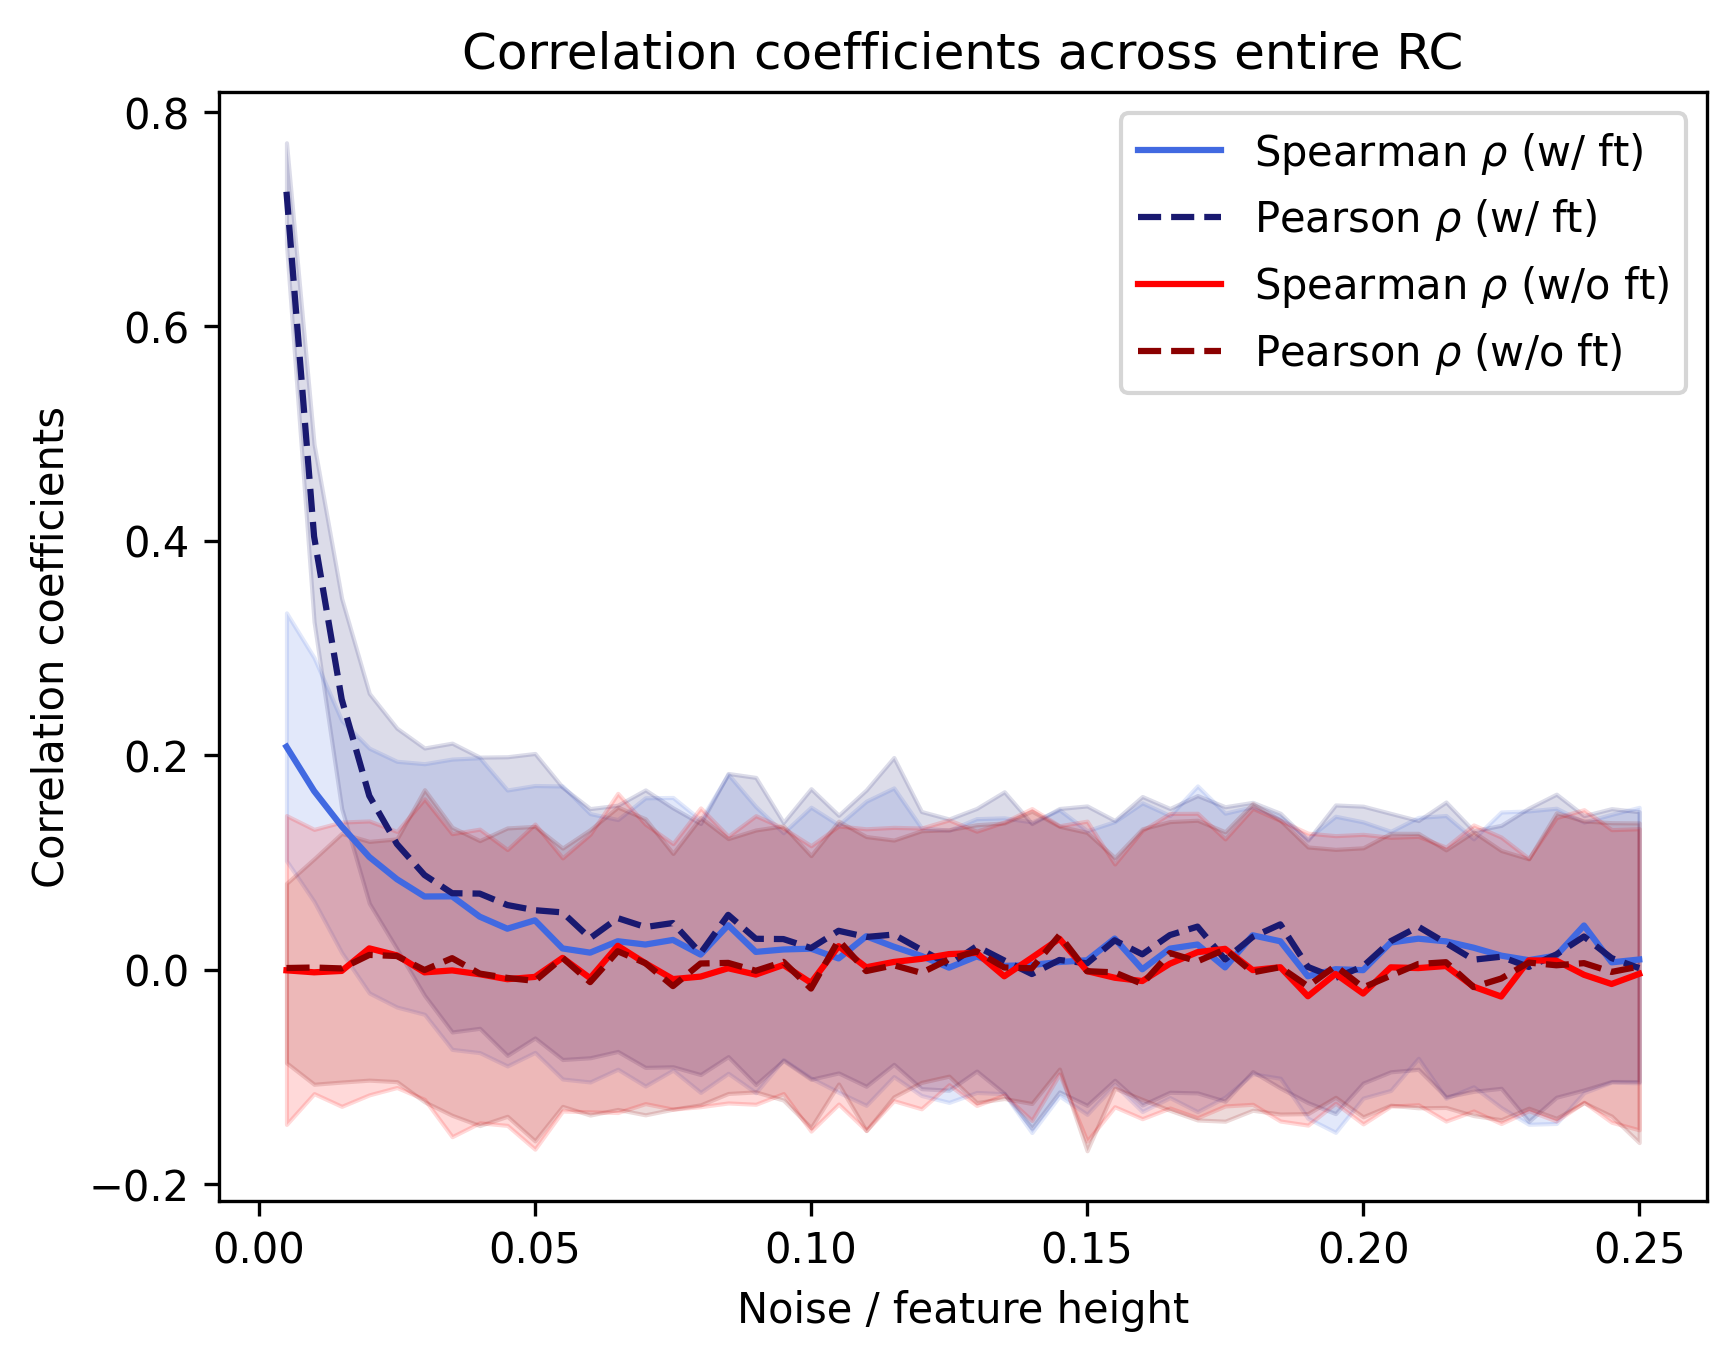 Correlation coefficients across entire RC
Correlation coefficients
0.8
0.6
0.4
0.2
0.0
−0.2
Spearman ρ (w/ ft)
Pearson ρ (w/ ft)
Spearman ρ (w/o ft)
Pearson ρ (w/o ft)
0.00 0.05 0.10 0.15 0.20 0.25
Noise / feature height